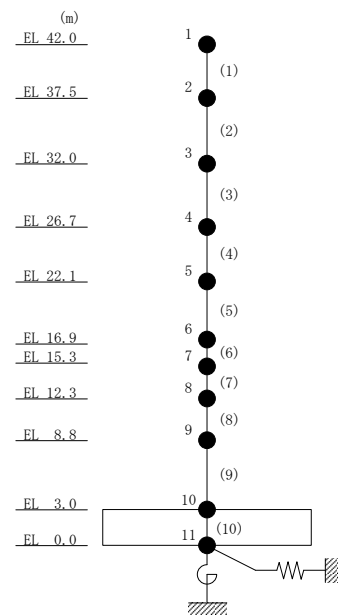 (m)
EL 42.0
1
(1)
EL 37.5
2
(2)
EL 32.0
3
(3)
EL 26.7
4
(4)
EL 22.1
5
(5)
EL 16.9
6
(6)
EL 15.3
7
(7)
EL 12.3
8
(8)
EL 8.8
9
(9)
EL 3.0
10
(10)
EL 0.0
11